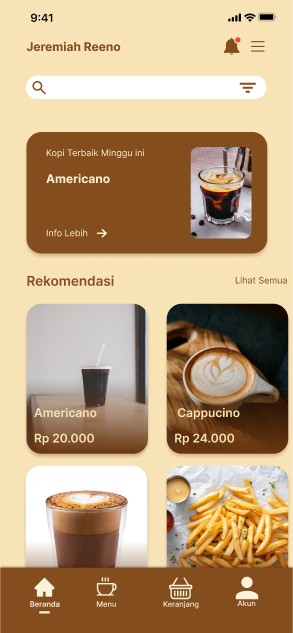 9:41
Jeremiah Reeno
Kopi Terbaik Minggu ini
Americano
Info Lebih
Rekomendasi
Lihat Semua
Americano
Rp 20.000
Cappucino
Rp 24.000
Beranda
Menu
Keranjang
Akun